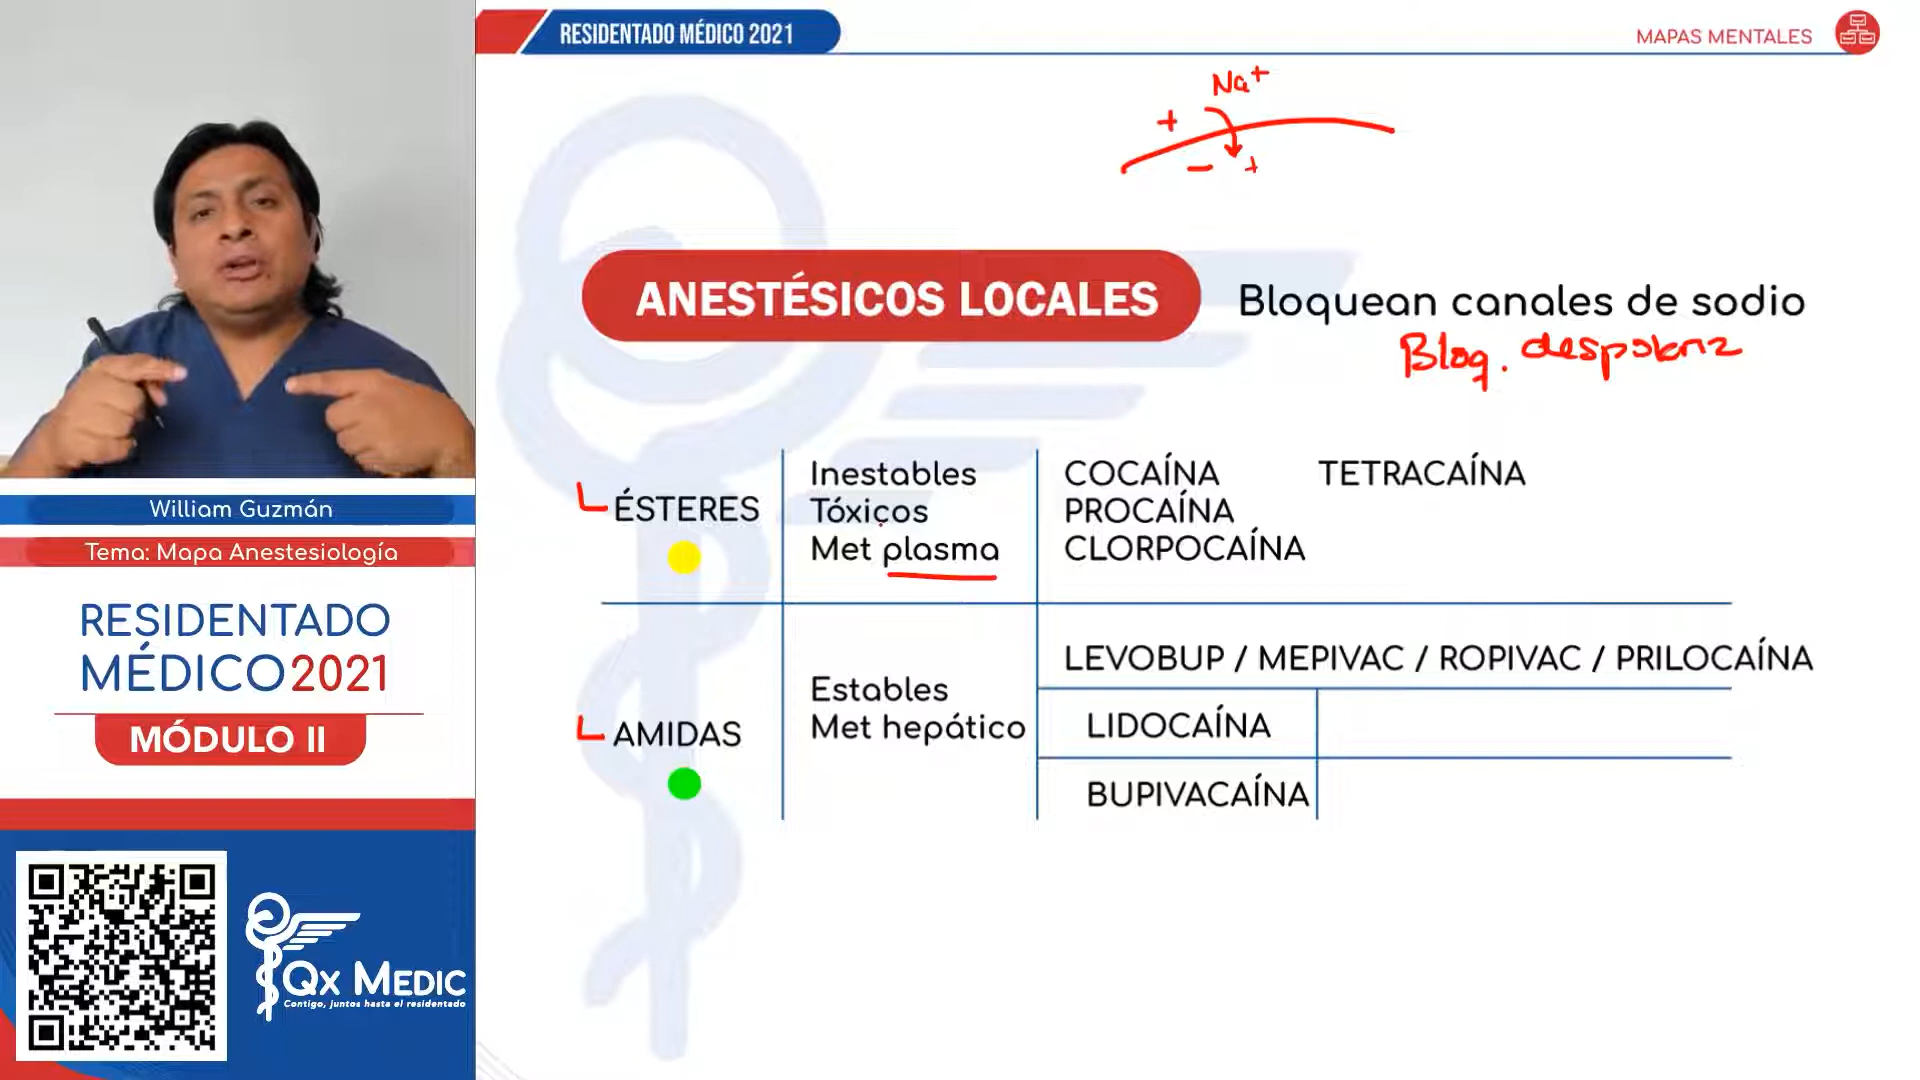 RESIDENTADO MÉDICO 2021
MAPAS MENTALES
Na+
+
- +
ANESTÉSICOS LOCALES
Bloquean canales de sodio
Bloq. despolariz
ÉSTERES
Inestables
Tóxicos
Met plasma
COCAÍNA TETRACAÍNA
PROCAÍNA
CLORPOCAÍNA
AMIDAS
Estables
Met hepático
LEVOBUP / MEPIVAC / ROPIVAC / PRILOCAÍNA
LIDOCAÍNA
BUPIVACAÍNA
William Guzmán
Tema: Mapa Anestesiología
RESIDENTADO
MÉDICO 2021
MÓDULO II
QX MEDIC
Contigo, juntos hasta el residentado